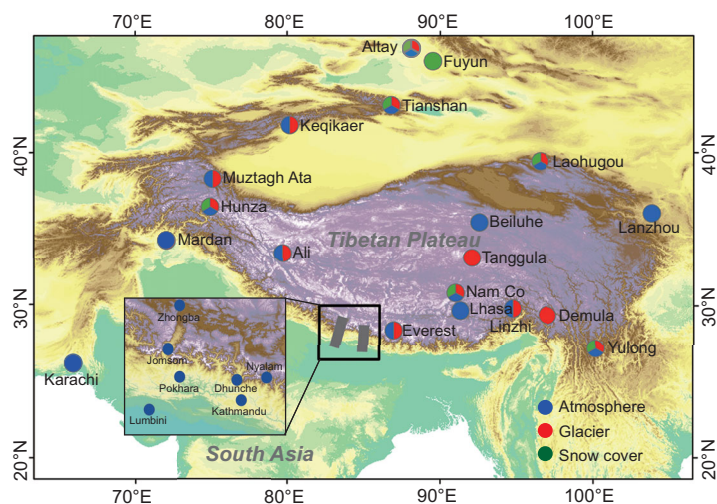 70°E 80°E 90°E 100°E
Altay
Fuyun
Tianshan
Keqikaer
40°N 40°N
Laohugou
Muztagh Ata
Hunza
Beiluhe
Lanzhou
Mardan
Tibetan Plateau
Ali
Tanggula
30°N 30°N
Nam Co
Zhongba
Lhasa
Linzhi
Demula
Everest
Yulong
Jomsom
Nyalam
Karachi
Pokhara
Dhunche
Kathmandu
Lumbini
Atmosphere
Glacier
South Asia
Snow cover
20°N 20°N
70°E 80°E 90°E 100°E